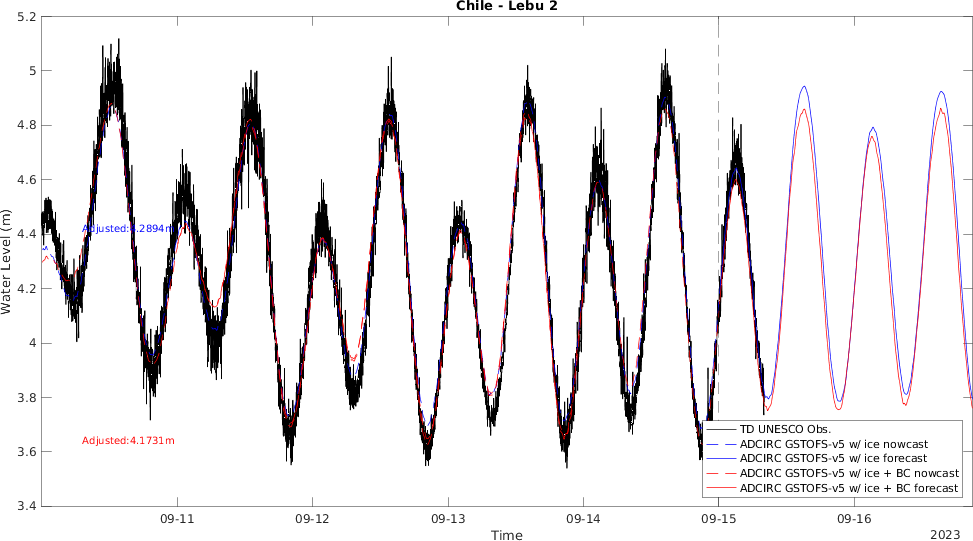 Chile - Lebu 2
5.2
5
4.8
4.6
4.4
4.2
4
3.8
3.6
3.4
Water Level (m)
Adjusted:4.2894m
Adjusted:4.1731m
TD UNESCO Obs.
ADCIRC GSTOFS-v5 w/ ice nowcast
ADCIRC GSTOFS-v5 w/ ice forecast
ADCIRC GSTOFS-v5 w/ ice + BC nowcast
ADCIRC GSTOFS-v5 w/ ice + BC forecast
09-11
09-12
09-13
09-14
09-15
09-16
Time
2023